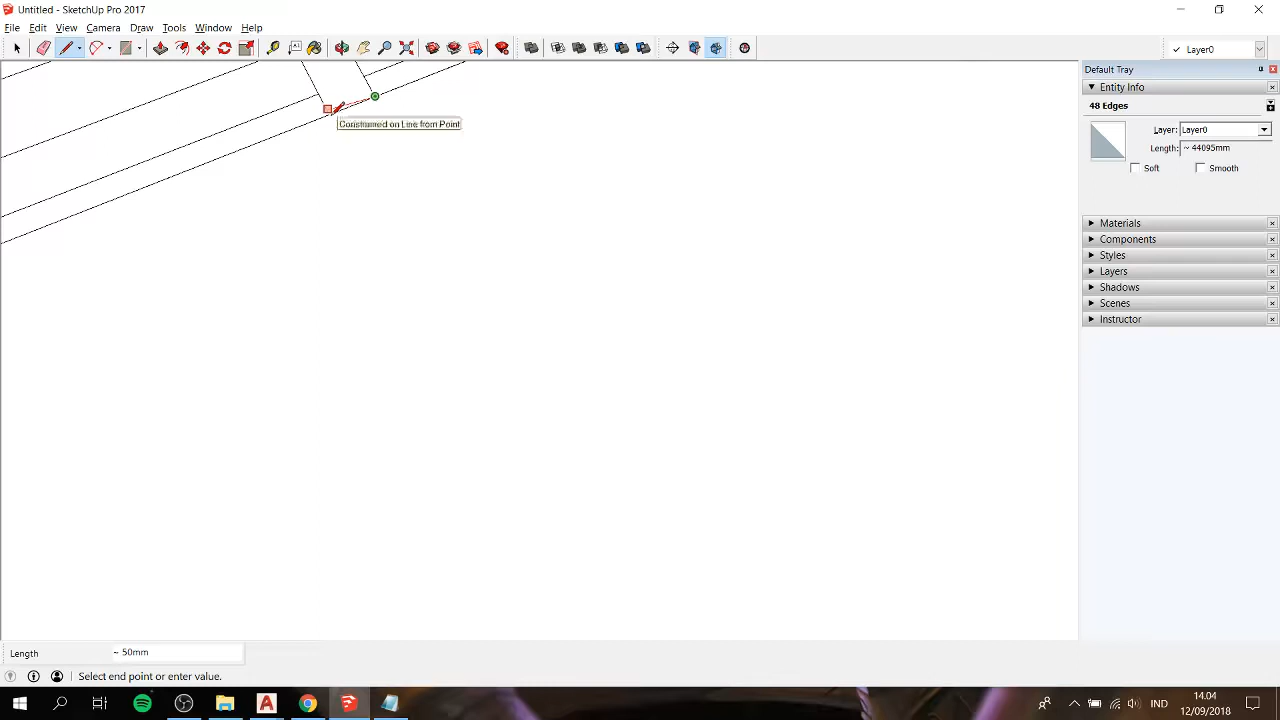 Untitled - SketchUp Pro 2017
File Edit View Camera Draw Tools Window Help
Layer0
Default Tray
Entity Info
48 Edges
Layer: Layer0
Length: ~ 44095mm
Soft Smooth
Constrained on Line from Point
Materials
Components
Styles
Layers
Shadows
Scenes
Instructor
Length ~ 50mm
Select end point or enter value.
IND
14.04
12/09/2018